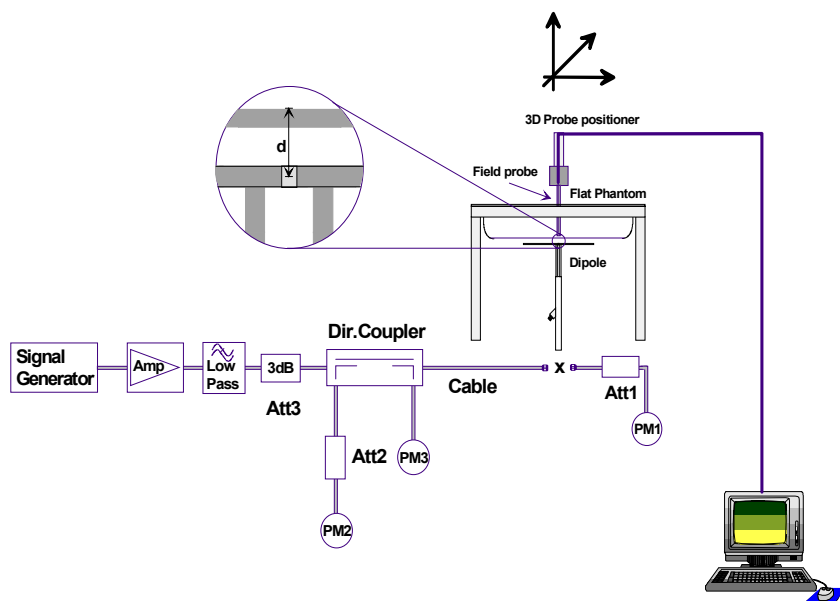 3D Probe positioner
d
Field probe
Flat Phantom
Dipole
Dir.Coupler
Signal
Generator
Amp
Low
Pass
3dB
Att3
Cable
x
Att1
PM1
Att2
PM3
PM2